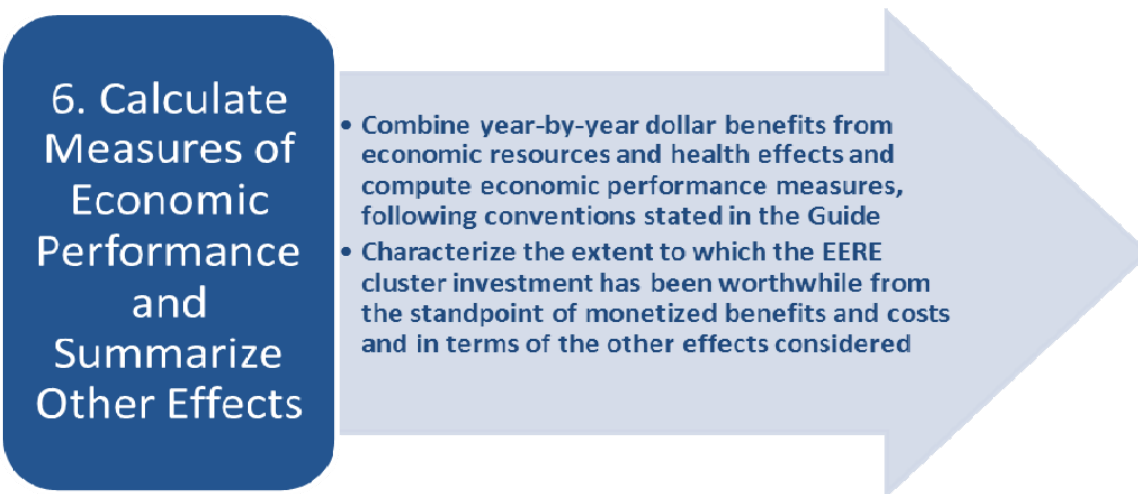 6. Calculate
Measures of
Economic
Performance
and
Summarize
Other Effects
• Combine year-by-year dollar benefits from
economic resources and health effects and
compute economic performance measures,
following conventions stated in the Guide
• Characterize the extent to which the EERE
cluster investment has been worthwhile from
the standpoint of monetized benefits and costs
and in terms of the other effects considered